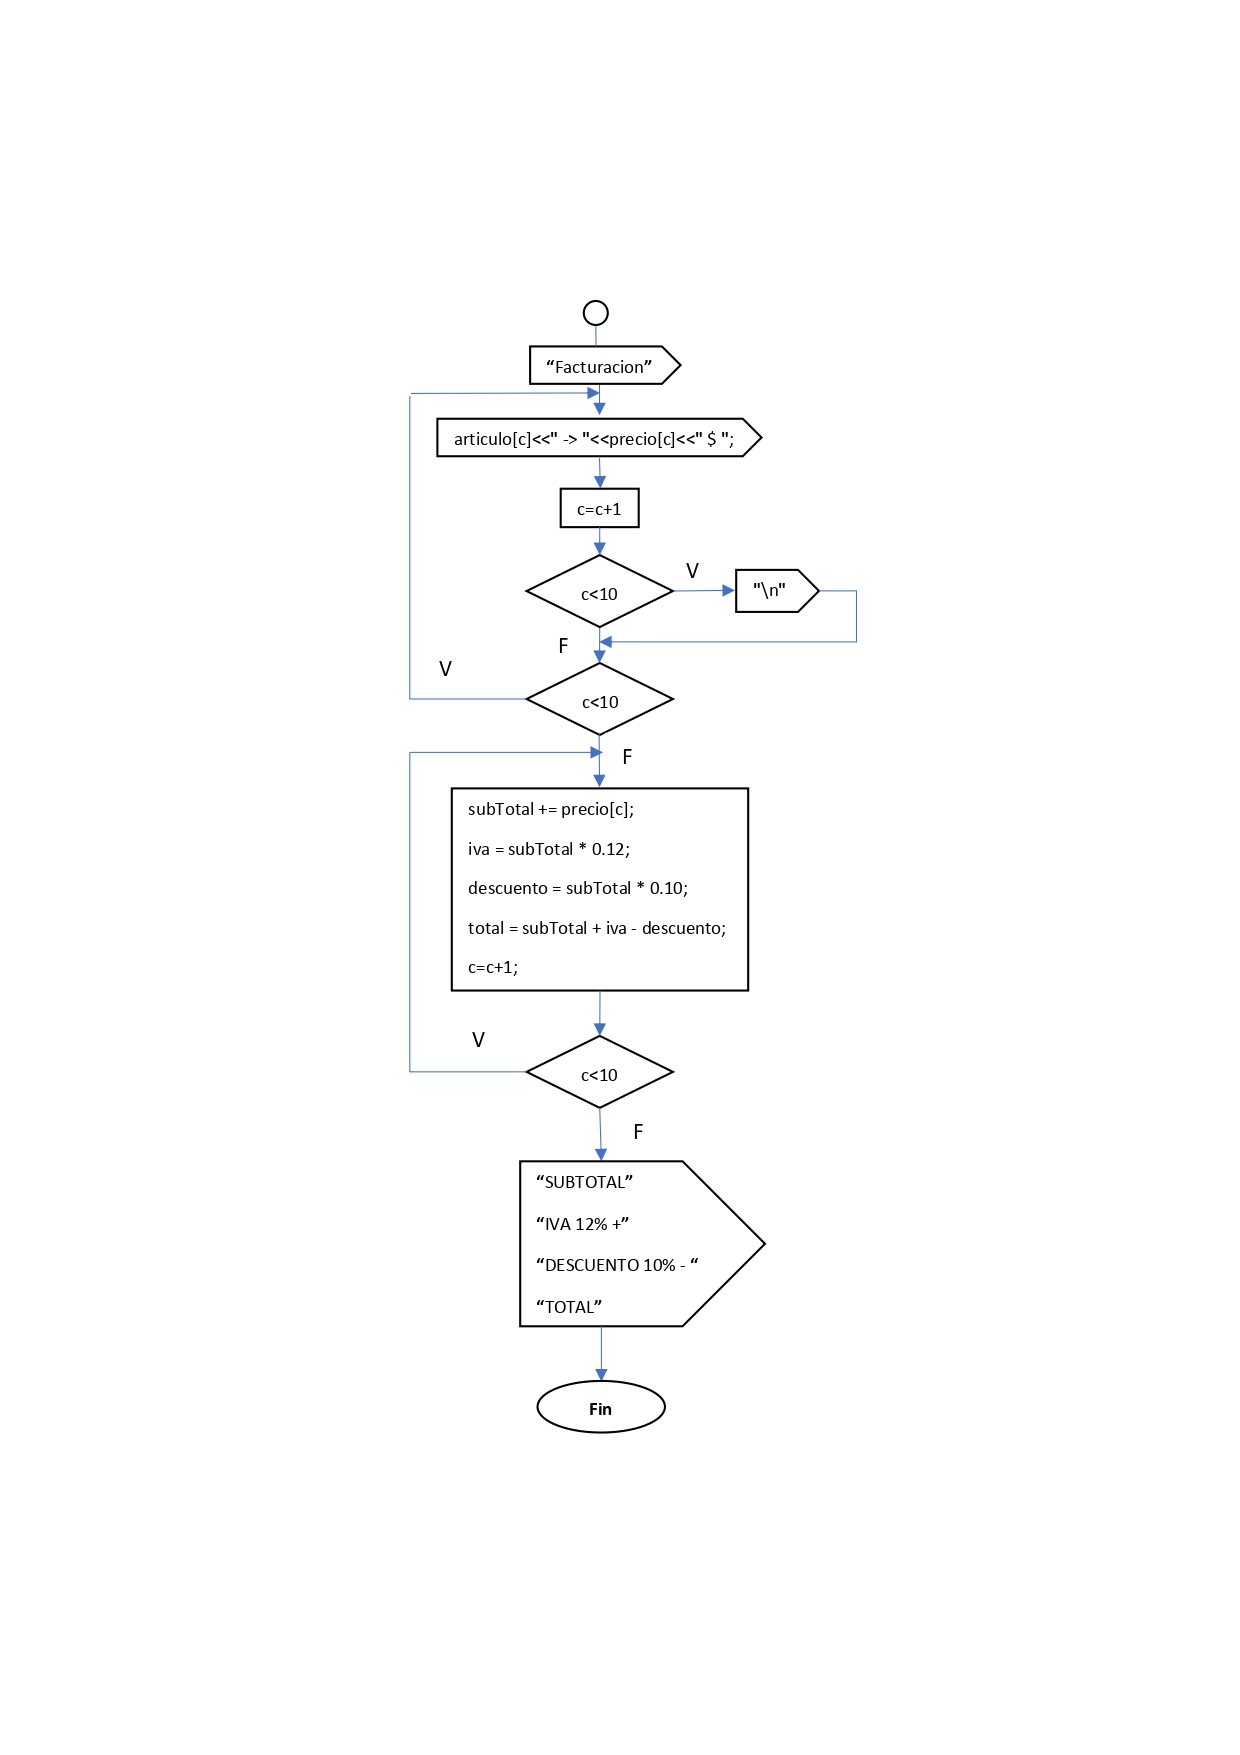 “Facturacion”
articulo[c]<<" -> "<<precio[c]<<" $ ";
c=c+1
c<10
V
"\n"
F
V
c<10
F
subTotal += precio[c];
iva = subTotal * 0.12;
descuento = subTotal * 0.10;
total = subTotal + iva - descuento;
c=c+1;
V
c<10
F
“SUBTOTAL”
“IVA 12% +”
“DESCUENTO 10% - “
“TOTAL”
Fin